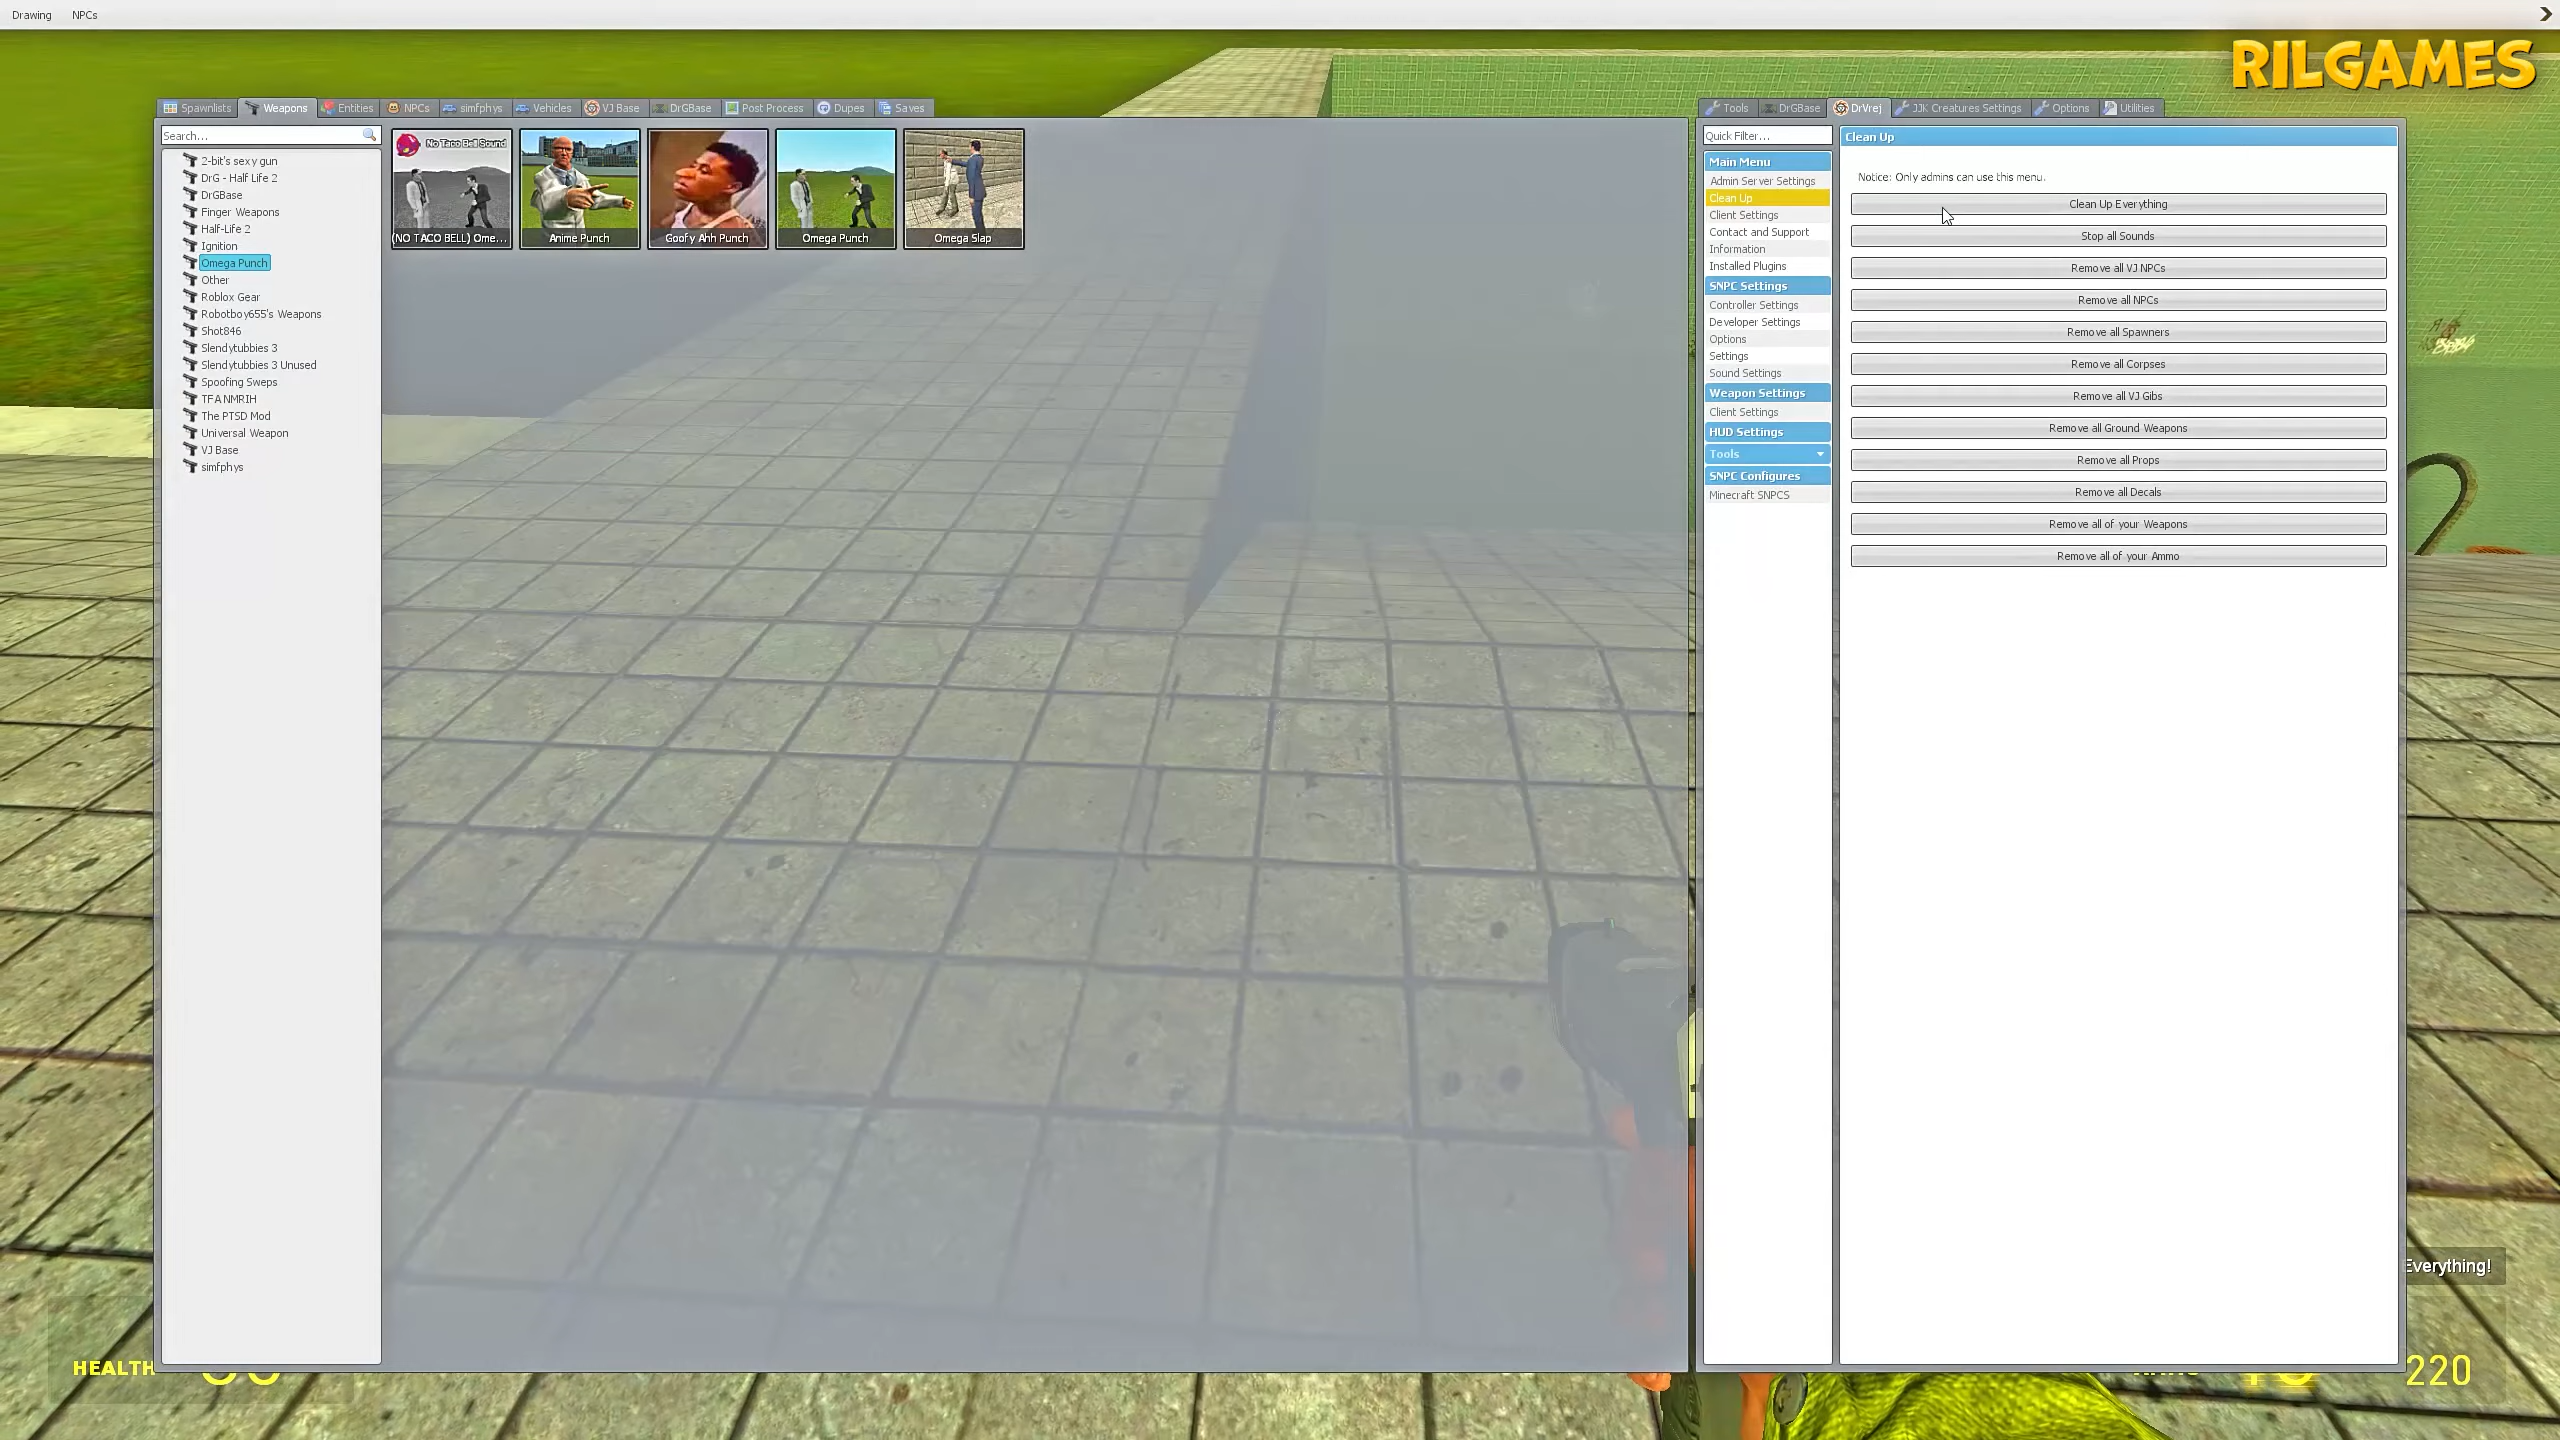 Drawing NPCs
RILGAMES
Spawnlists Weapons Entities NPCs simfphys Vehicles VJ Base DrGBase Post Process Dupes Saves
Search...
2-bit's sexy gun
DrG - Half Life 2
DrGBase
Finger Weapons
Half-Life 2
Ignition
Omega Punch
Other
Roblox Gear
Robotboy655's Weapons
Shot846
Slendytubbies 3
Slendytubbies 3 Unused
Spoofing Sweps
TFA NMRIH
The PTSD Mod
Universal Weapon
VJ Base
simfphys
No Taco Bell Sound
(NO TACO BELL) Ome...
Anime Punch
Goofy Ahh Punch
Omega Punch
Omega Slap
Tools DrGBase DrVrej JJK Creatures Settings Options Utilities
Quick Filter...
Main Menu
Admin Server Settings
Clean Up
Client Settings
Contact and Support
Information
Installed Plugins
SNPC Settings
Controller Settings
Developer Settings
Options
Settings
Sound Settings
Weapon Settings
Client Settings
HUD Settings
Tools
SNPC Configures
Minecraft SNPCS
Clean Up
Notice: Only admins can use this menu.
Clean Up Everything
Stop all Sounds
Remove all VJ NPCs
Remove all NPCs
Remove all Spawners
Remove all Corpses
Remove all VJ Gibs
Remove all Ground Weapons
Remove all Props
Remove all Decals
Remove all of your Weapons
Remove all of your Ammo
Everything!
HEALTH
220